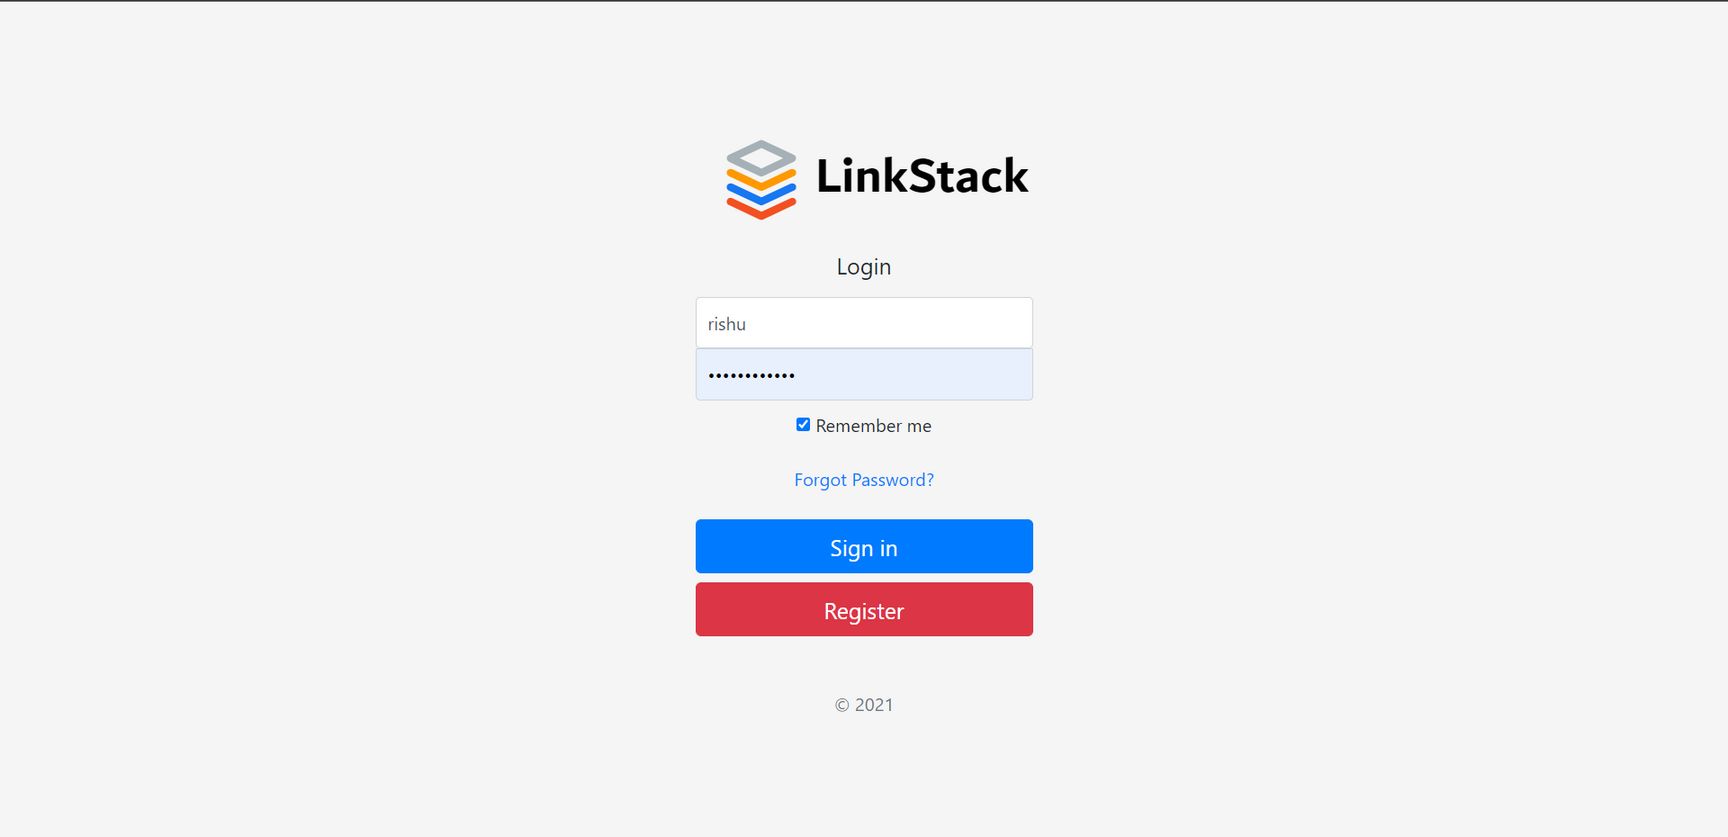 LinkStack
Login
rishu
••••••••••••
Remember me
Forgot Password?
Sign in
Register
© 2021